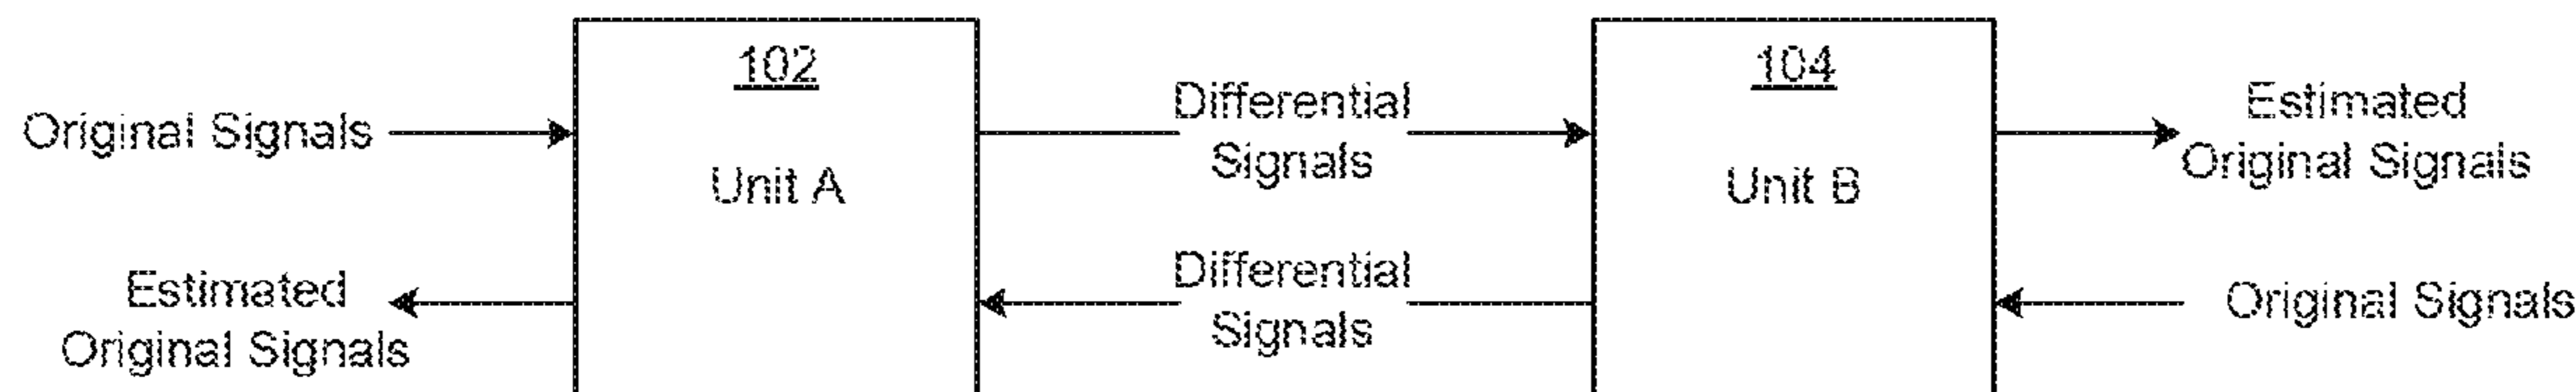 102
104
Original Signals
Differential
Signals
Estimated
Original Signals
Unit A
Unit B
Estimated
Original Signals
Differential
Signals
Original Signals